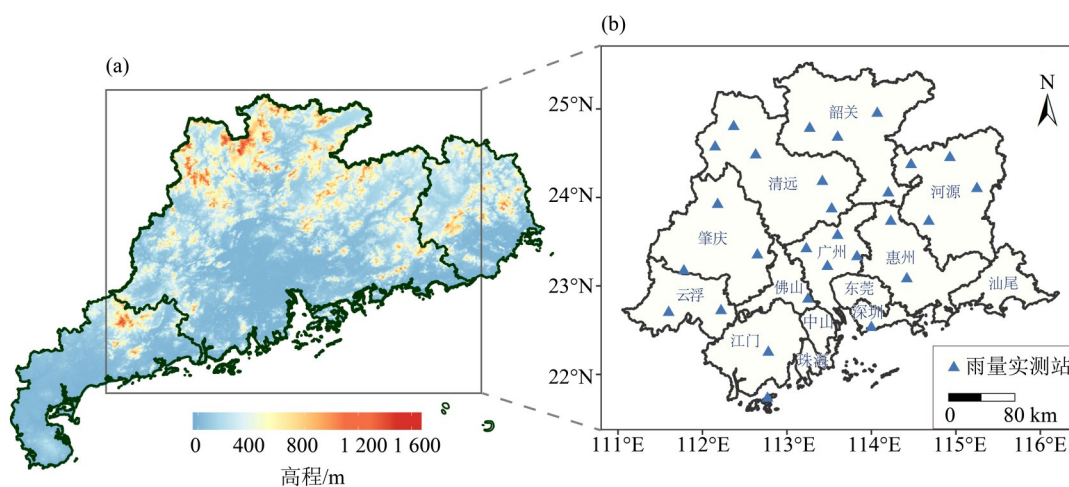 (a)
0 400 800 1 200 1 600
高程/m
(b)
25°N
24°N
23°N
22°N
111°E 112°E 113°E 114°E 115°E 116°E
N
韶关
清远
河源
肇庆
广州
惠州
云浮
佛山
东莞
汕尾
深圳
中山
江门
珠海
雨量实测站
0 80 km